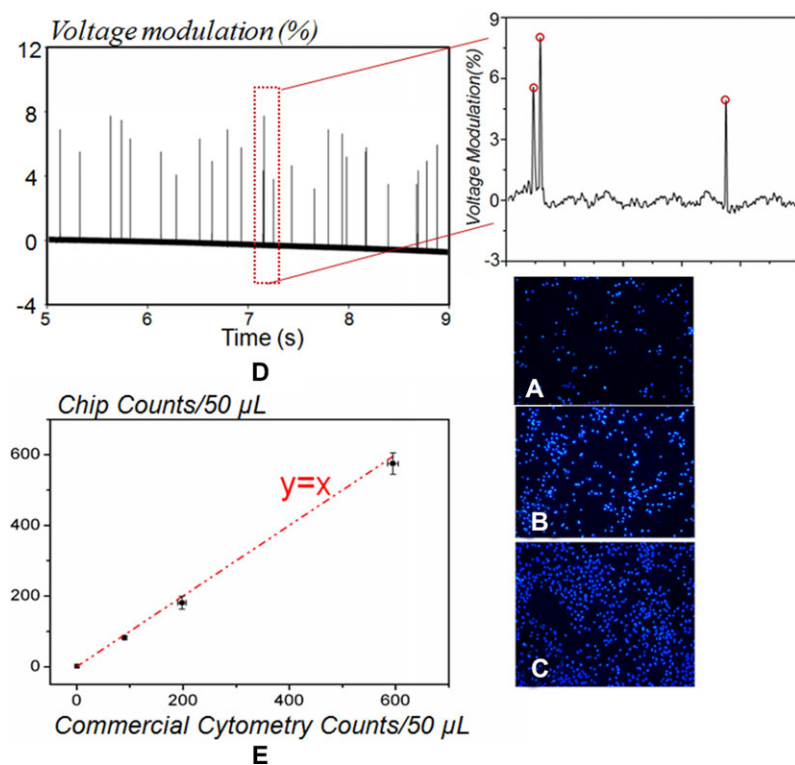 Voltage modulation (%)
12
8
4
0
-4
5
6
7
8
9
Time (s)
D
9
6
3
0
-3
Voltage Modulation(%)
A
B
C
Chip Counts/50 µL
600
400
200
0
y=x
0
200
400
600
Commercial Cytometry Counts/50 µL
E